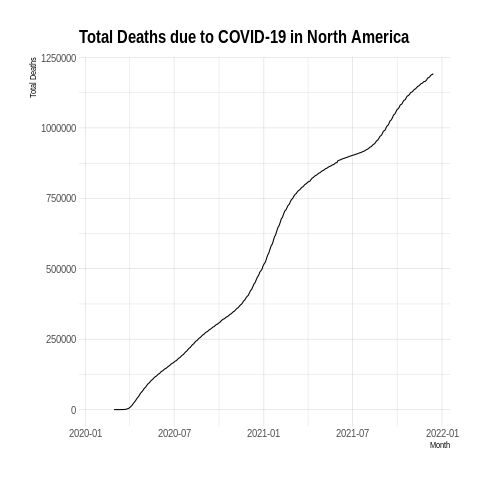 Total Deaths due to COVID-19 in North America
Total Deaths
1250000
1000000
750000
500000
250000
0
2020-01 2020-07 2021-01 2021-07 2022-01
Month